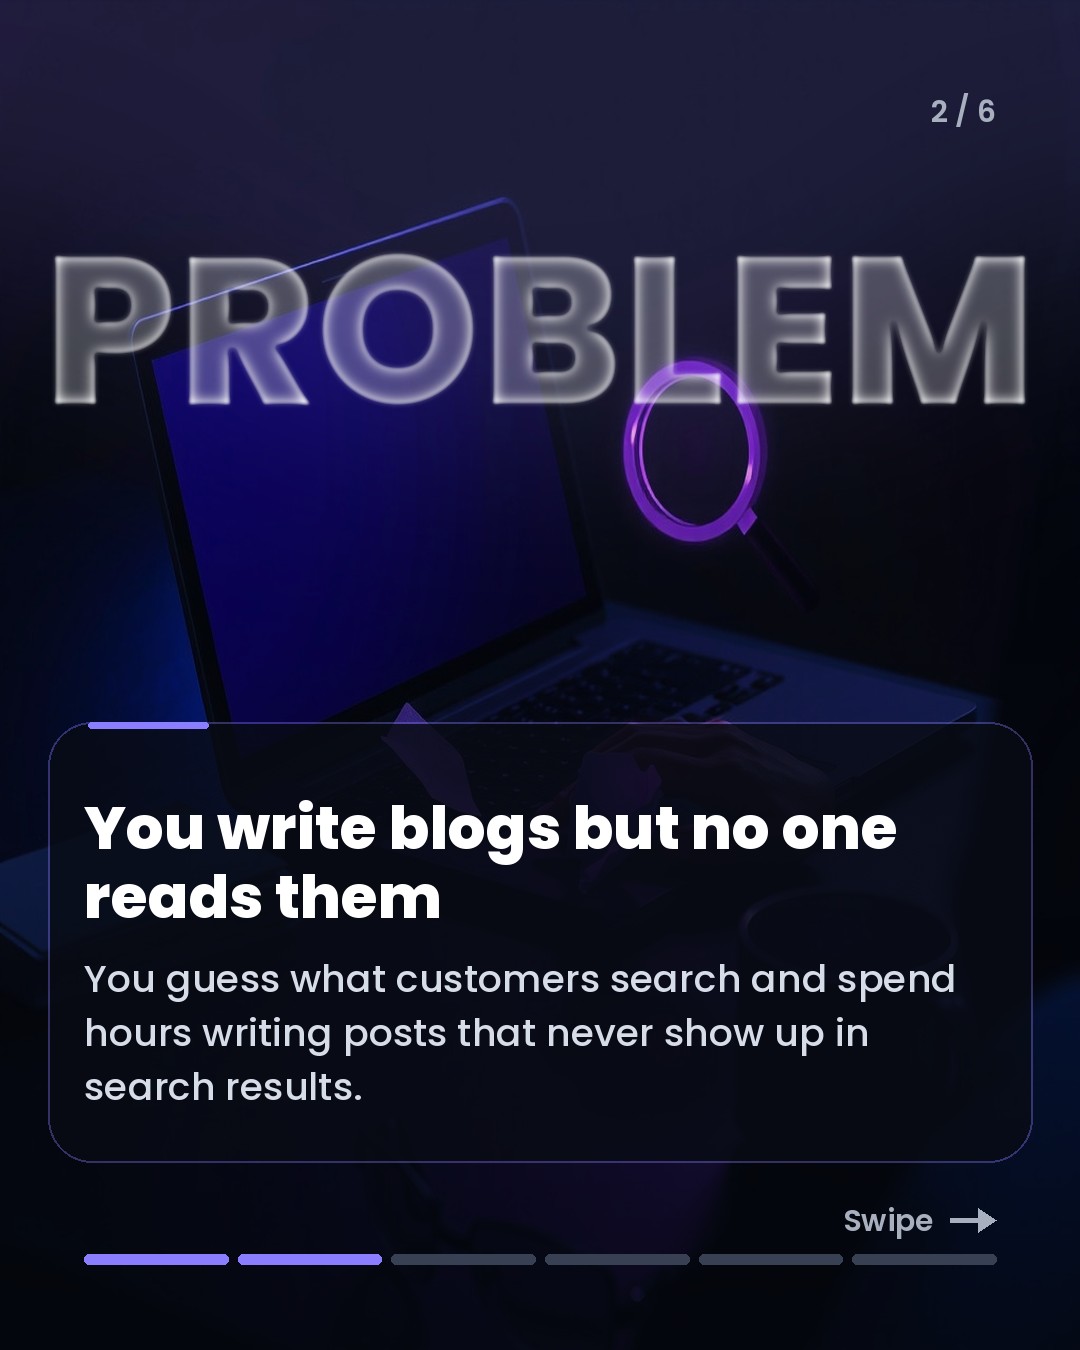 2 / 6
PROBLEM
You write blogs but no one
reads them
You guess what customers search and spend
hours writing posts that never show up in
search results.
Swipe